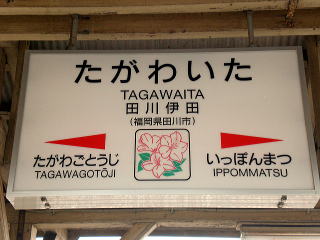 たがわいた
TAGAWAITA
田川伊田
(福岡県田川市)
たがわごとうじ
TAGAWAGOTŌJI
いっぽんまつ
IPPOMMATSU